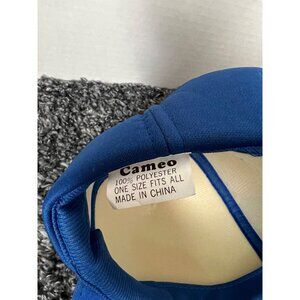 Cameo
100% POLYESTER
ONE SIZE FITS ALL
MADE IN CHINA